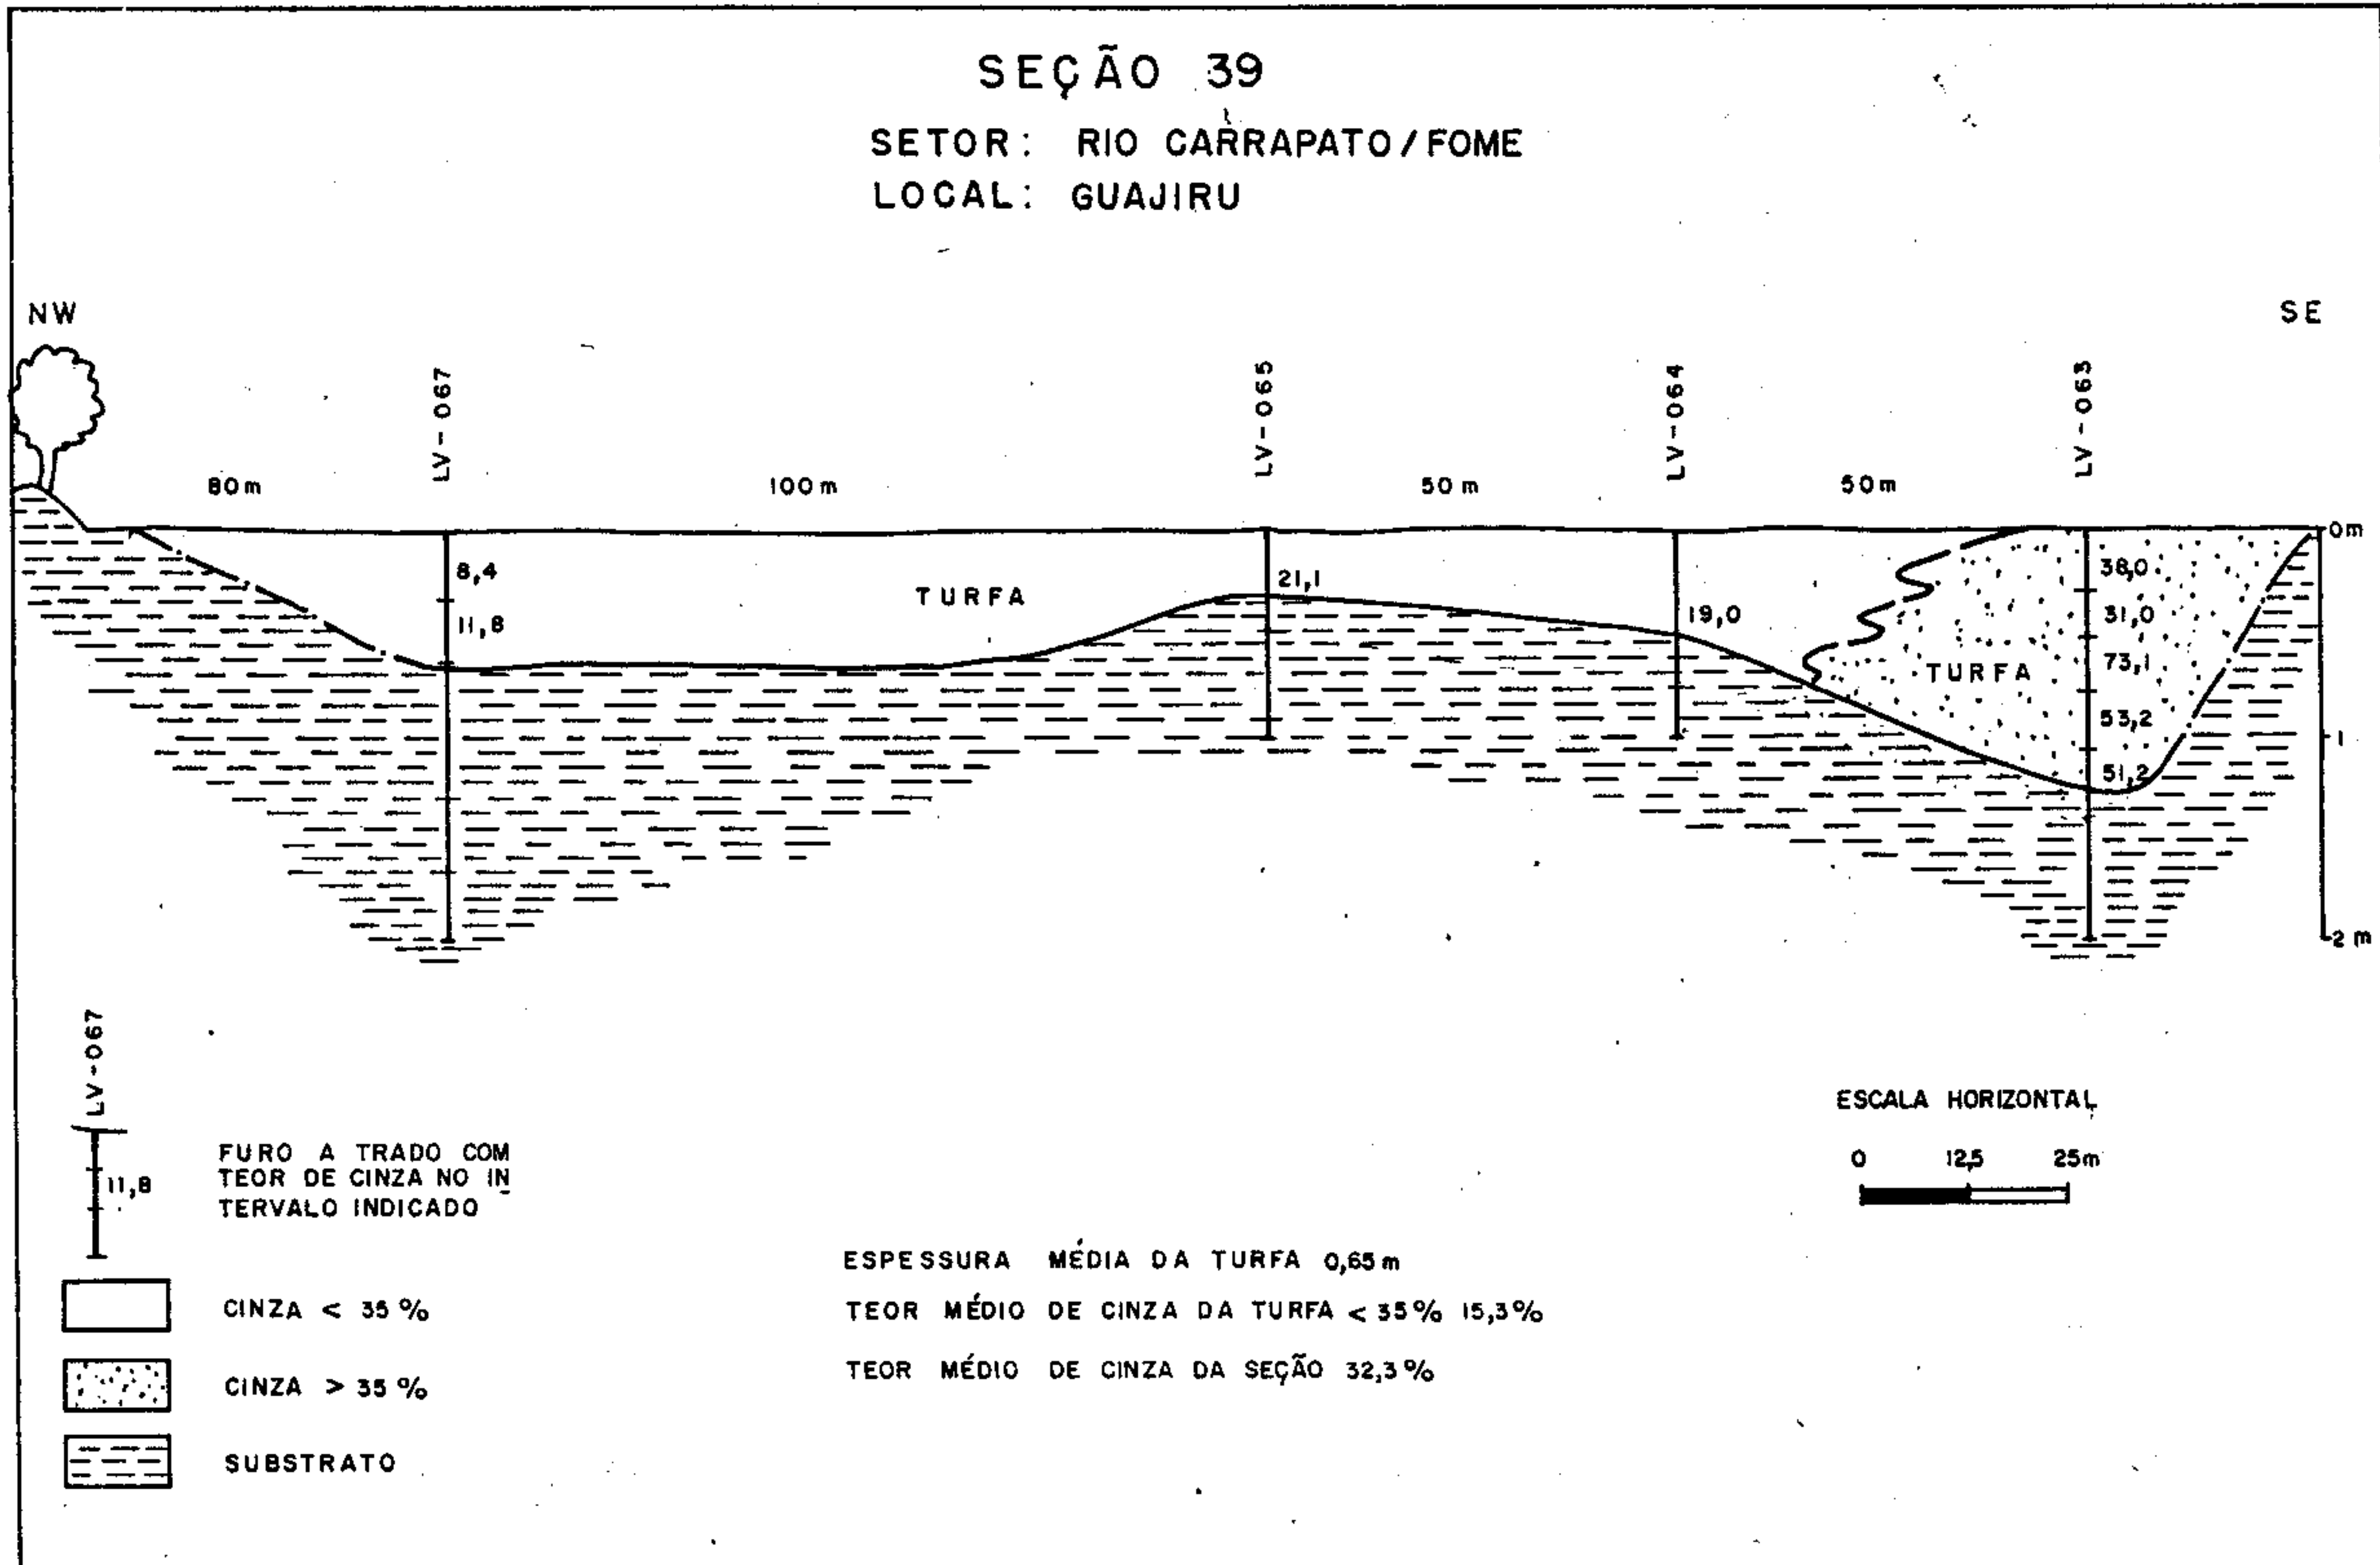 SEÇÃO 39
SETOR: RIO CARRAPATO/FOME
LOCAL: GUAJIRU
NW
SE
LV-067
LV-065
LV-064
LV-063
80m
100m
50m
50m
0m
8,4
11,8
TURFA
21,1
19,0
TURFA
38,0
31,0
73,1
53,2
51,2
1
2m
LV-067
11,8
FURO A TRADO COM
TEOR DE CINZA NO IN
TERVALO INDICADO
ESCALA HORIZONTAL
0 12,5 25m
CINZA < 35%
CINZA > 35%
SUBSTRATO
ESPESSURA MÉDIA DA TURFA 0,65m
TEOR MÉDIO DE CINZA DA TURFA < 35% 15,3%
TEOR MÉDIO DE CINZA DA SEÇÃO 32,3%